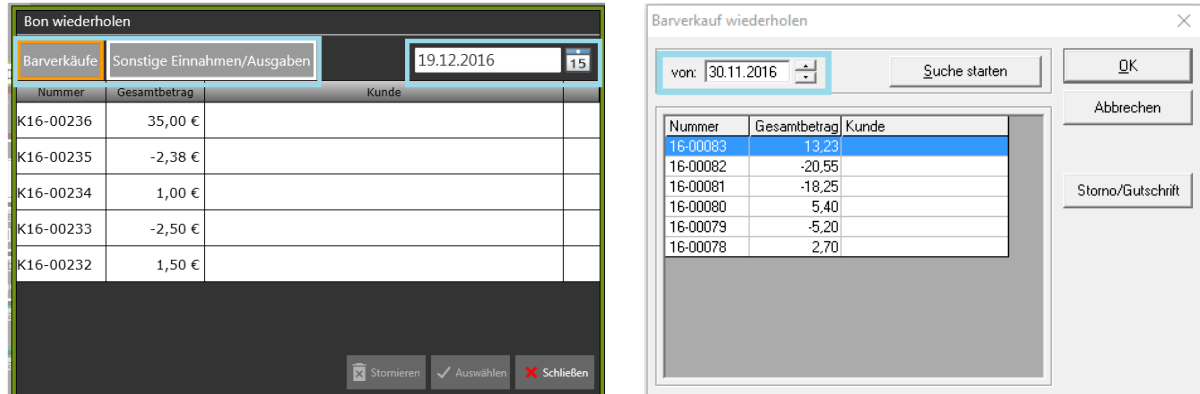 Bon wiederholen
Barverkäufe Sonstige Einnahmen/Ausgaben 19.12.2016 15
Nummer Gesamtbetrag Kunde
K16-00236 35,00 €
K16-00235 -2,38 €
K16-00234 1,00 €
K16-00233 -2,50 €
K16-00232 1,50 €
Stornieren Auswählen Schließen
Barverkauf wiederholen
von: 30.11.2016 Suche starten
OK
Abbrechen
Storno/Gutschrift
Nummer Gesamtbetrag Kunde
16-00083 13,23
16-00082 -20,55
16-00081 -18,25
16-00080 5,40
16-00079 -5,20
16-00078 2,70